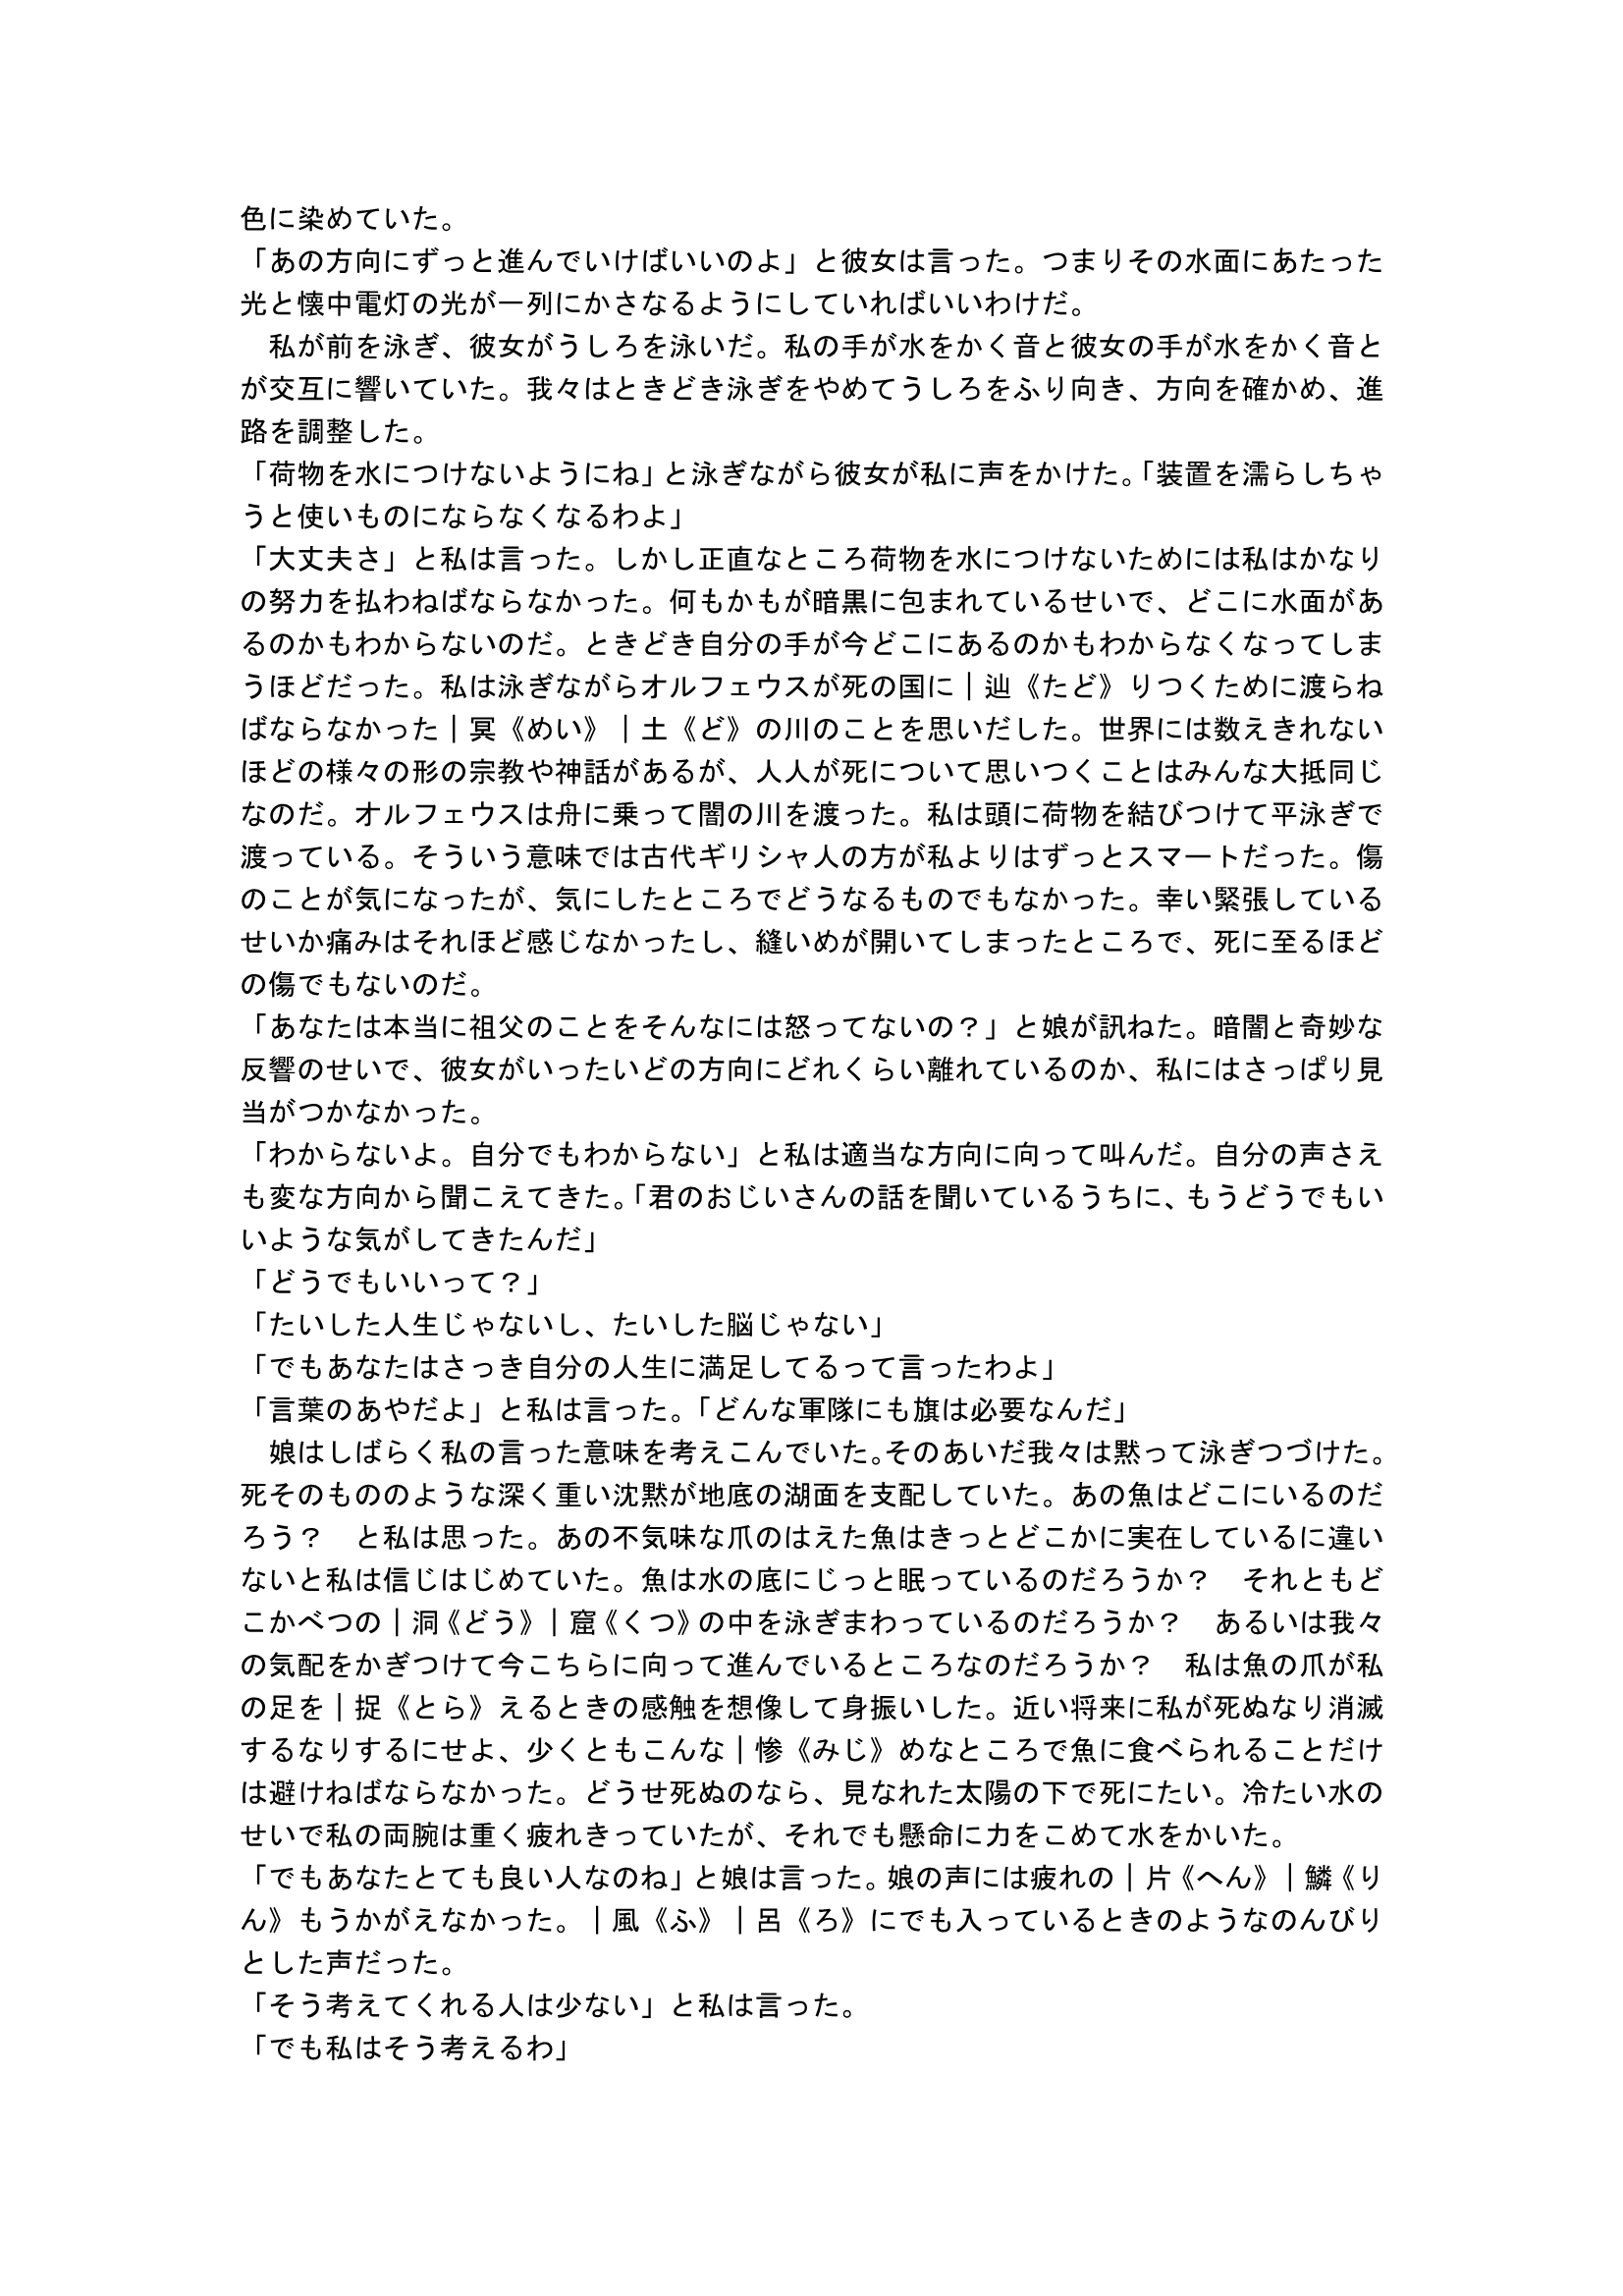 色に染めていた。
「あの方向にずっと進んでいけばいいのよ」と彼女は言った。つまりその水面にあたった
光と懐中電灯の光が一列にかさなるようにしていればいいわけだ。
　私が前を泳ぎ、彼女がうしろを泳いだ。私の手が水をかく音と彼女の手が水をかく音と
が交互に響いていた。我々はときどき泳ぎをやめてうしろをふり向き、方向を確かめ、進
路を調整した。
「荷物を水につけないようにね」と泳ぎながら彼女が私に声をかけた。「装置を濡らしちゃ
うと使いものにならなくなるわよ」
「大丈夫さ」と私は言った。しかし正直なところ荷物を水につけないためには私はかなり
の努力を払わねばならなかった。何もかもが暗黒に包まれているせいで、どこに水面があ
るのかもわからないのだ。ときどき自分の手が今どこにあるのかもわからなくなってしま
うほどだった。私は泳ぎながらオルフェウスが死の国に｜辿《たど》りつくために渡らね
ばならなかった｜冥《めい》｜土《ど》の川のことを思いだした。世界には数えきれない
ほどの様々の形の宗教や神話があるが、人人が死について思いつくことはみんな大抵同じ
なのだ。オルフェウスは舟に乗って闇の川を渡った。私は頭に荷物を結びつけて平泳ぎで
渡っている。そういう意味では古代ギリシャ人の方が私よりはずっとスマートだった。傷
のことが気になったが、気にしたところでどうなるものでもなかった。幸い緊張している
せいか痛みはそれほど感じなかったし、縫いめが開いてしまったところで、死に至るほど
の傷でもないのだ。
「あなたは本当に祖父のことをそんなには怒ってないの？」と娘が訊ねた。暗闇と奇妙な
反響のせいで、彼女がいったいどの方向にどれくらい離れているのか、私にはさっぱり見
当がつかなかった。
「わからないよ。自分でもわからない」と私は適当な方向に向って叫んだ。自分の声さえ
も変な方向から聞こえてきた。「君のおじいさんの話を聞いているうちに、もうどうでもい
いような気がしてきたんだ」
「どうでもいいって？」
「たいした人生じゃないし、たいした脳じゃない」
「でもあなたはさっき自分の人生に満足してるって言ったわよ」
「言葉のあやだよ」と私は言った。「どんな軍隊にも旗は必要なんだ」
　娘はしばらく私の言った意味を考えこんでいた。そのあいだ我々は黙って泳ぎつづけた。
死そのもののような深く重い沈黙が地底の湖面を支配していた。あの魚はどこにいるのだ
ろう？　と私は思った。あの不気味な爪のはえた魚はきっとどこかに実在しているに違い
ないと私は信じはじめていた。魚は水の底にじっと眠っているのだろうか？　それともど
こかべつの｜洞《どう》｜窟《くつ》の中を泳ぎまわっているのだろうか？　あるいは我々
の気配をかぎつけて今こちらに向って進んでいるところなのだろうか？　私は魚の爪が私
の足を｜捉《とら》えるときの感触を想像して身振いした。近い将来に私が死ぬなり消滅
するなりするにせよ、少くともこんな｜惨《みじ》めなところで魚に食べられることだけ
は避けねばならなかった。どうせ死ぬのなら、見なれた太陽の下で死にたい。冷たい水の
せいで私の両腕は重く疲れきっていたが、それでも懸命に力をこめて水をかいた。
「でもあなたとても良い人なのね」と娘は言った。娘の声には疲れの｜片《へん》｜鱗《り
ん》もうかがえなかった。｜風《ふ》｜呂《ろ》にでも入っているときのようなのんびり
とした声だった。
「そう考えてくれる人は少ない」と私は言った。
「でも私はそう考えるわ」